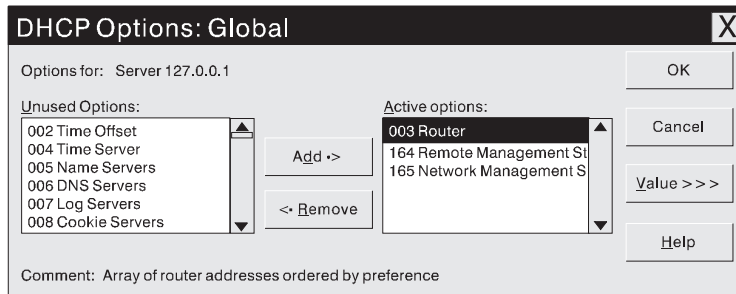 DHCP Options: Global
X
Options for: Server 127.0.0.1
OK
Unused Options:
Active options:
002 Time Offset
004 Time Server
005 Name Servers
006 DNS Servers
007 Log Servers
008 Cookie Servers
Add ->
<- Remove
003 Router
164 Remote Management St
165 Network Management S
Cancel
Value >>>
Help
Comment: Array of router addresses ordered by preference